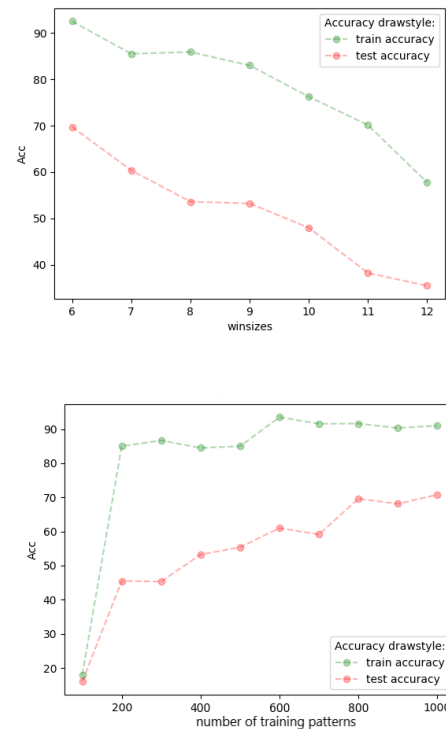 90
80
70
60
50
40
Acc
Accuracy drawstyle:
train accuracy
test accuracy
6 7 8 9 10 11 12
winsizes
90
80
70
60
50
40
30
20
Acc
Accuracy drawstyle:
train accuracy
test accuracy
200 400 600 800 1000
number of training patterns